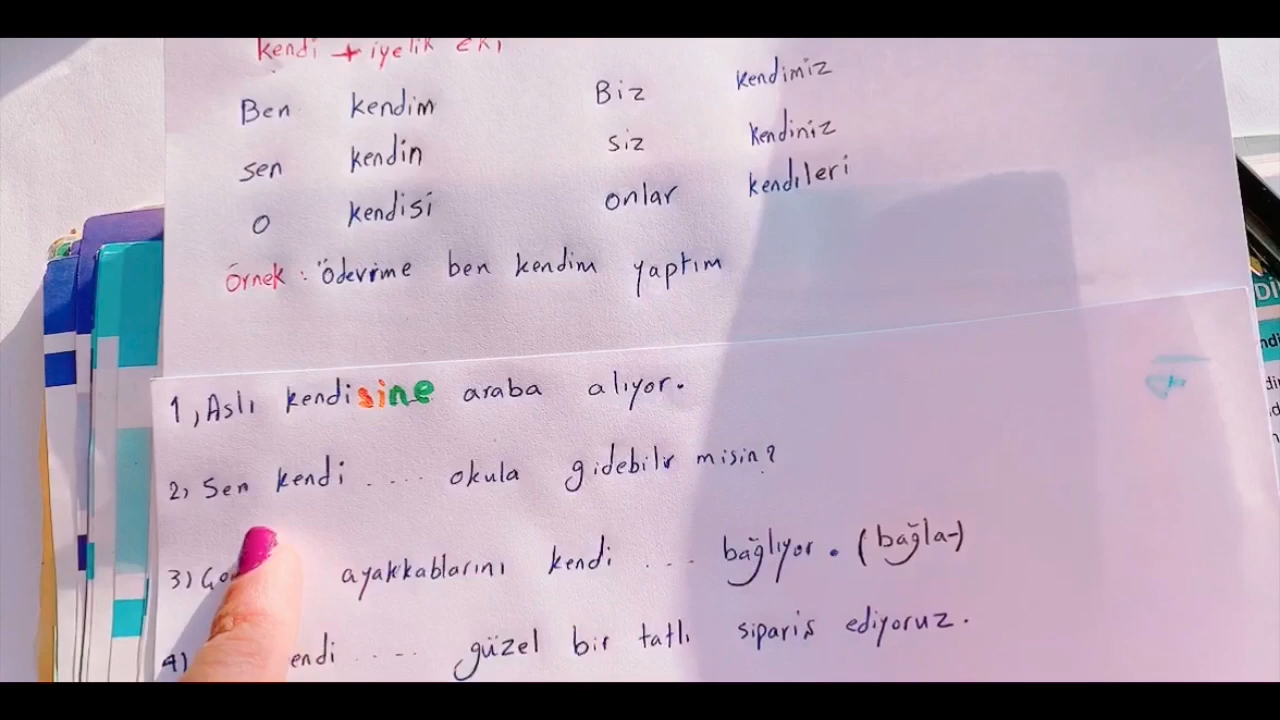 kendi + iyelik EKi
Ben kendim Biz kendimiz
sen kendin siz kendiniz
O kendisi onlar kendileri
Örnek : Ödevime ben kendim yaptım
1, Aslı kendisine araba alıyor.
2, Sen kendi .... okula gidebilir misin?
3) ayakkablarını kendi ... bağlıyor. (bağla-)
4) endi .... güzel bir tatlı sipariş ediyoruz.